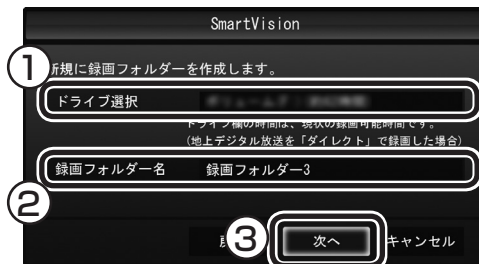 SmartVision
①
新規に録画フォルダーを作成します。
ドライブ選択
ドライブ欄の時間は、現状の録画可能時間です。
(地上デジタル放送を「ダイレクト」で録画した場合)
録画フォルダー名 録画フォルダー3
②
③ 次へ キャンセル